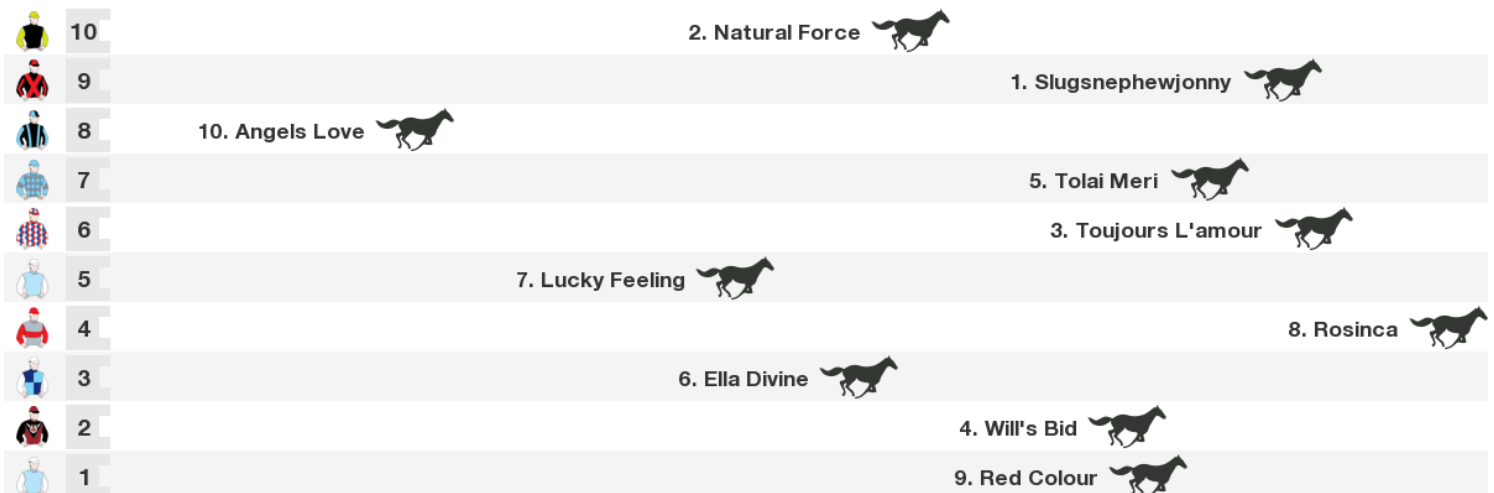 10 2. Natural Force
9 1. Slugsnephewjonny
8 10. Angels Love
7 5. Tolai Meri
6 3. Toujours L'amour
5 7. Lucky Feeling
4 8. Rosinca
3 6. Ella Divine
2 4. Will's Bid
1 9. Red Colour